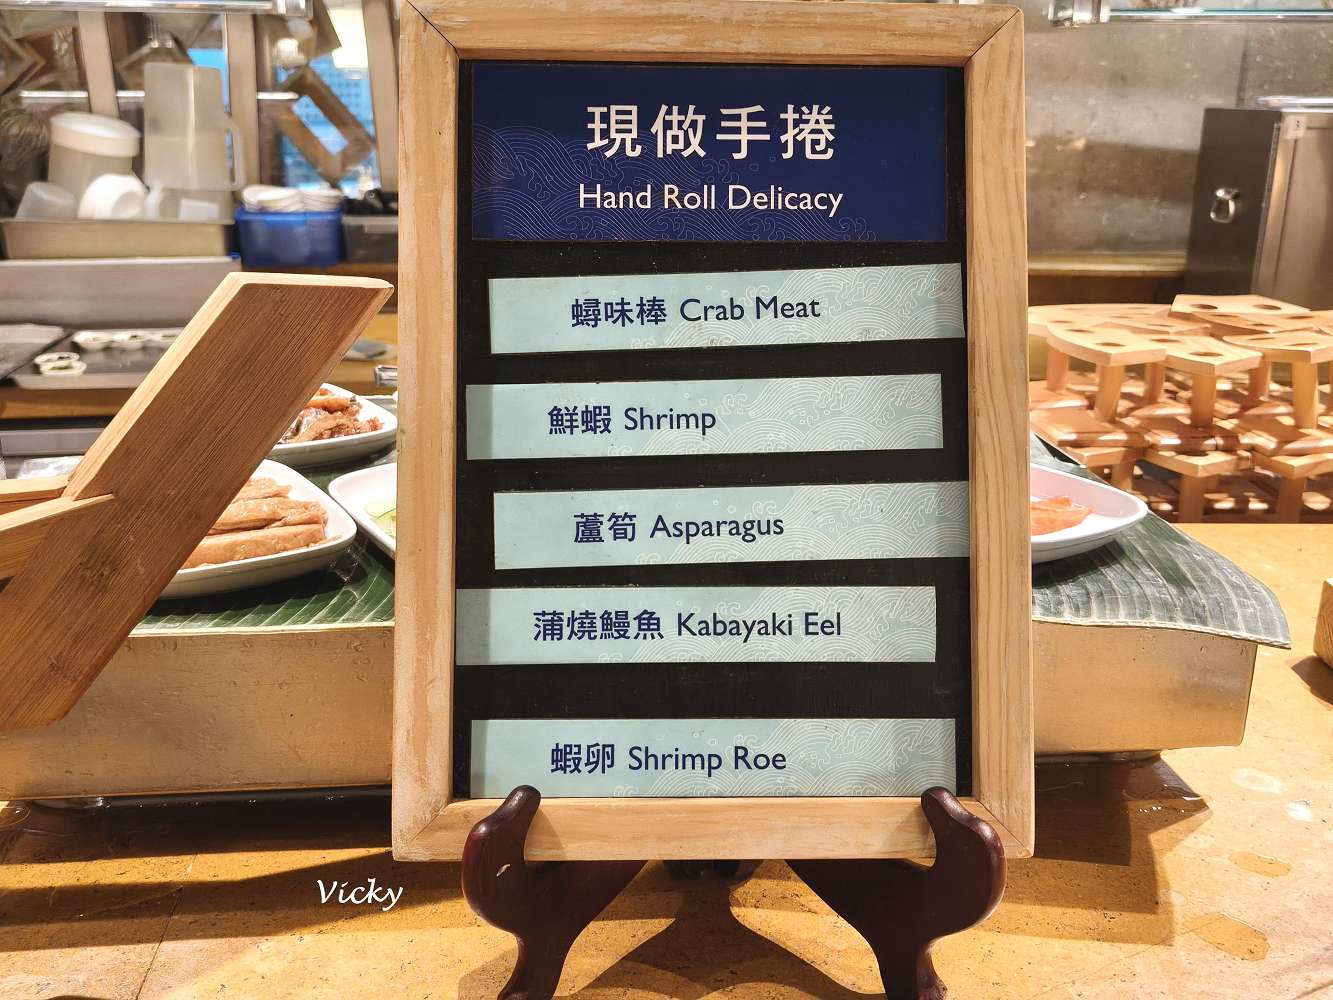 現做手捲
Hand Roll Delicacy
蟳味棒 Crab Meat
鮮蝦 Shrimp
蘆筍 Asparagus
蒲燒鰻魚 Kabayaki Eel
蝦卵 Shrimp Roe
Vicky